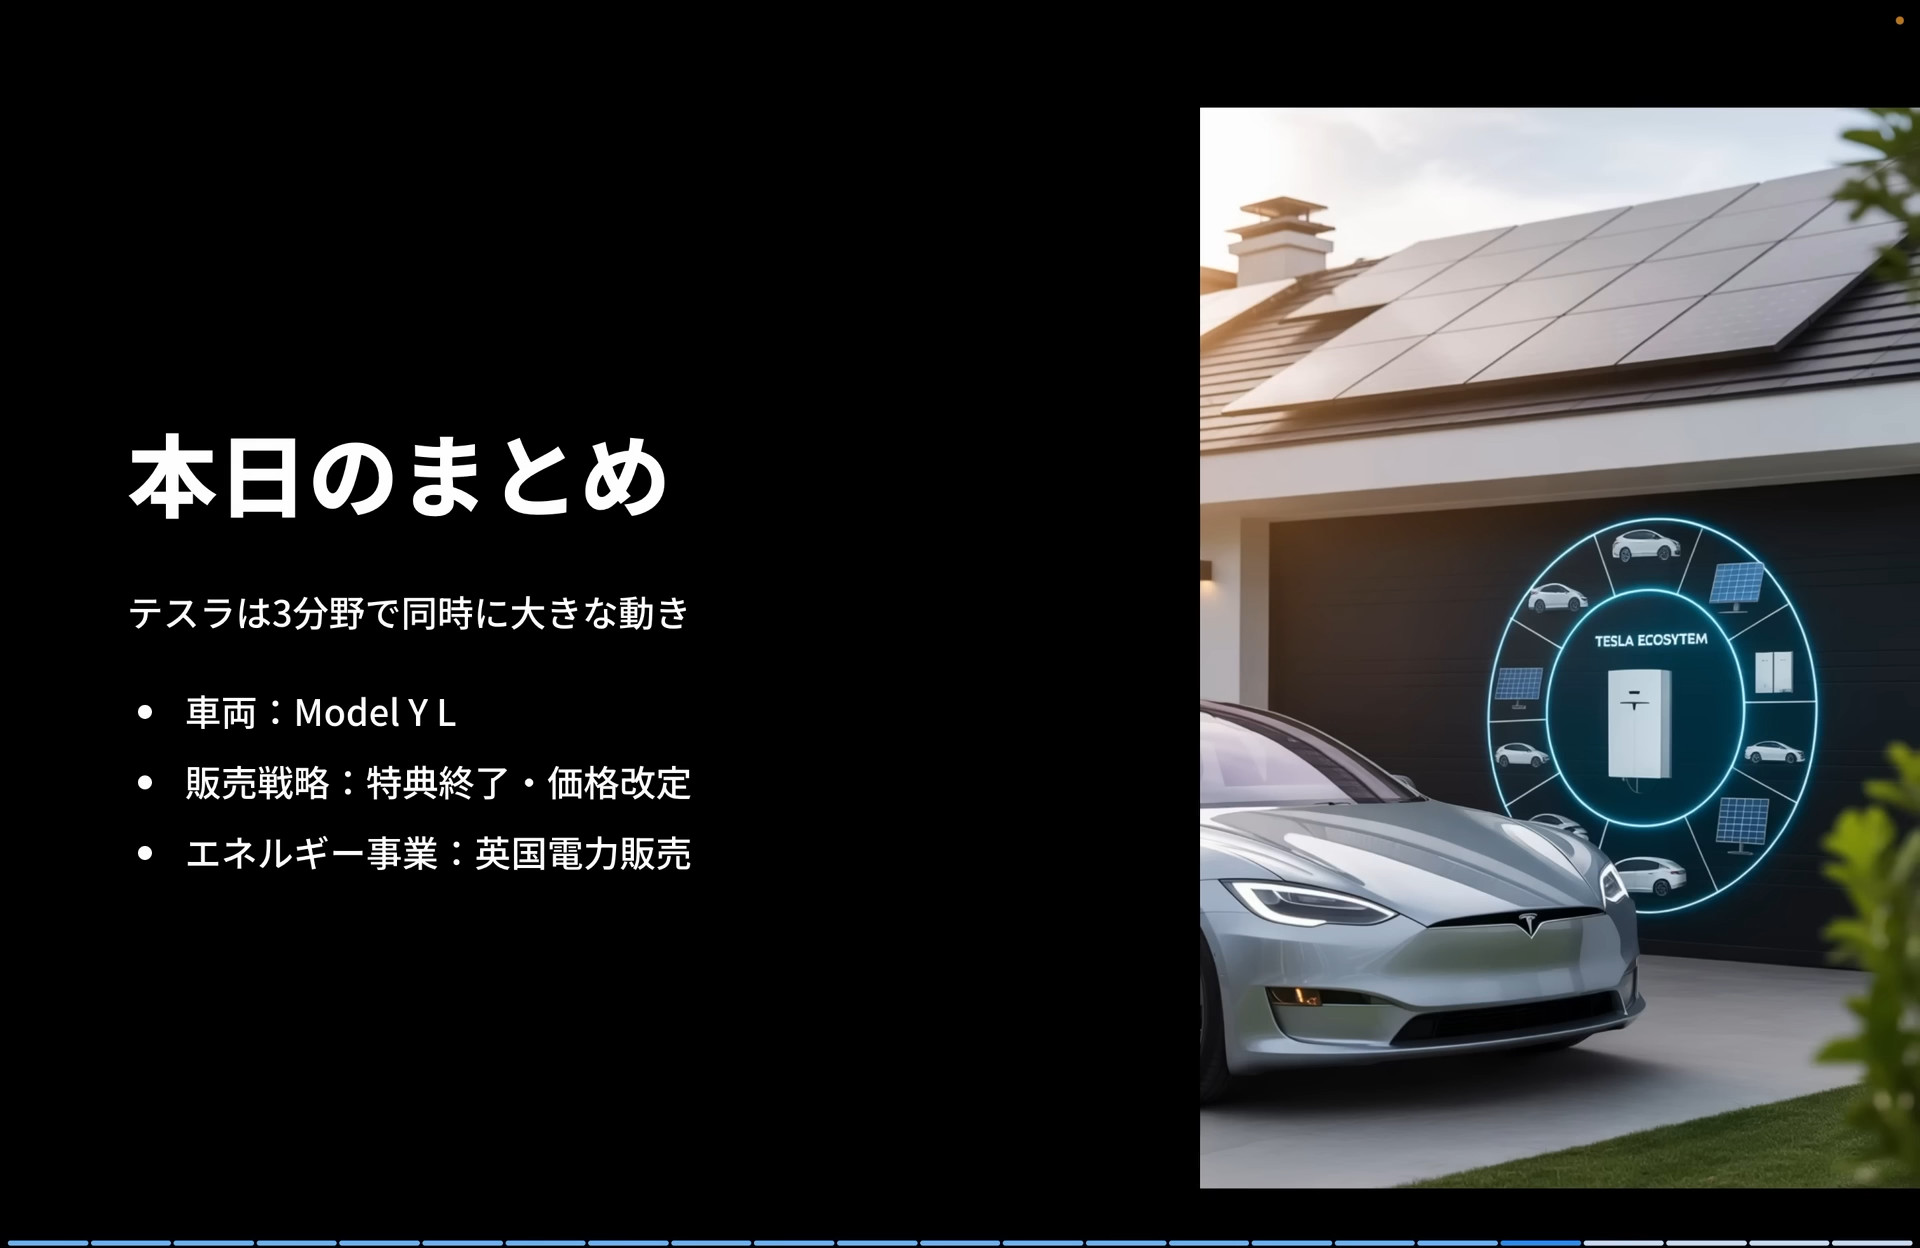 本日のまとめ
テスラは3分野で同時に大きな動き
• 車両：Model Y L
• 販売戦略：特典終了・価格改定
• エネルギー事業：英国電力販売
TESLA ECOSYTEM